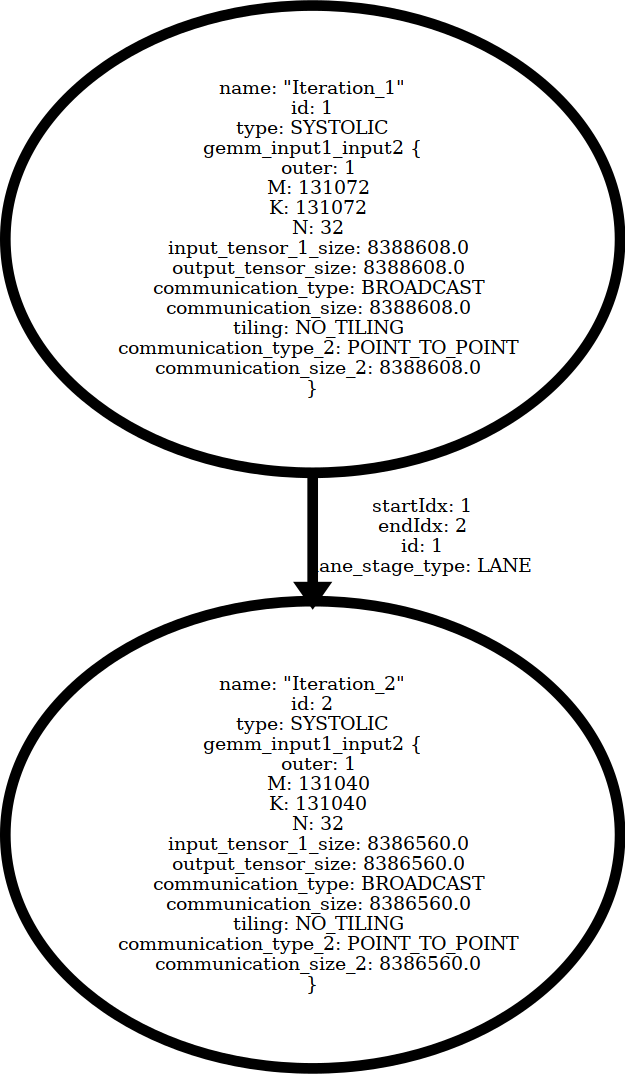 name: "Iteration_1"
id: 1
type: SYSTOLIC
gemm_input1_input2 {
outer: 1
M: 131072
K: 131072
N: 32
input_tensor_1_size: 8388608.0
output_tensor_size: 8388608.0
communication_type: BROADCAST
communication_size: 8388608.0
tiling: NO_TILING
communication_type_2: POINT_TO_POINT
communication_size_2: 8388608.0
}
startIdx: 1
endIdx: 2
id: 1
lane_stage_type: LANE
name: "Iteration_2"
id: 2
type: SYSTOLIC
gemm_input1_input2 {
outer: 1
M: 131040
K: 131040
N: 32
input_tensor_1_size: 8386560.0
output_tensor_size: 8386560.0
communication_type: BROADCAST
communication_size: 8386560.0
tiling: NO_TILING
communication_type_2: POINT_TO_POINT
communication_size_2: 8386560.0
}